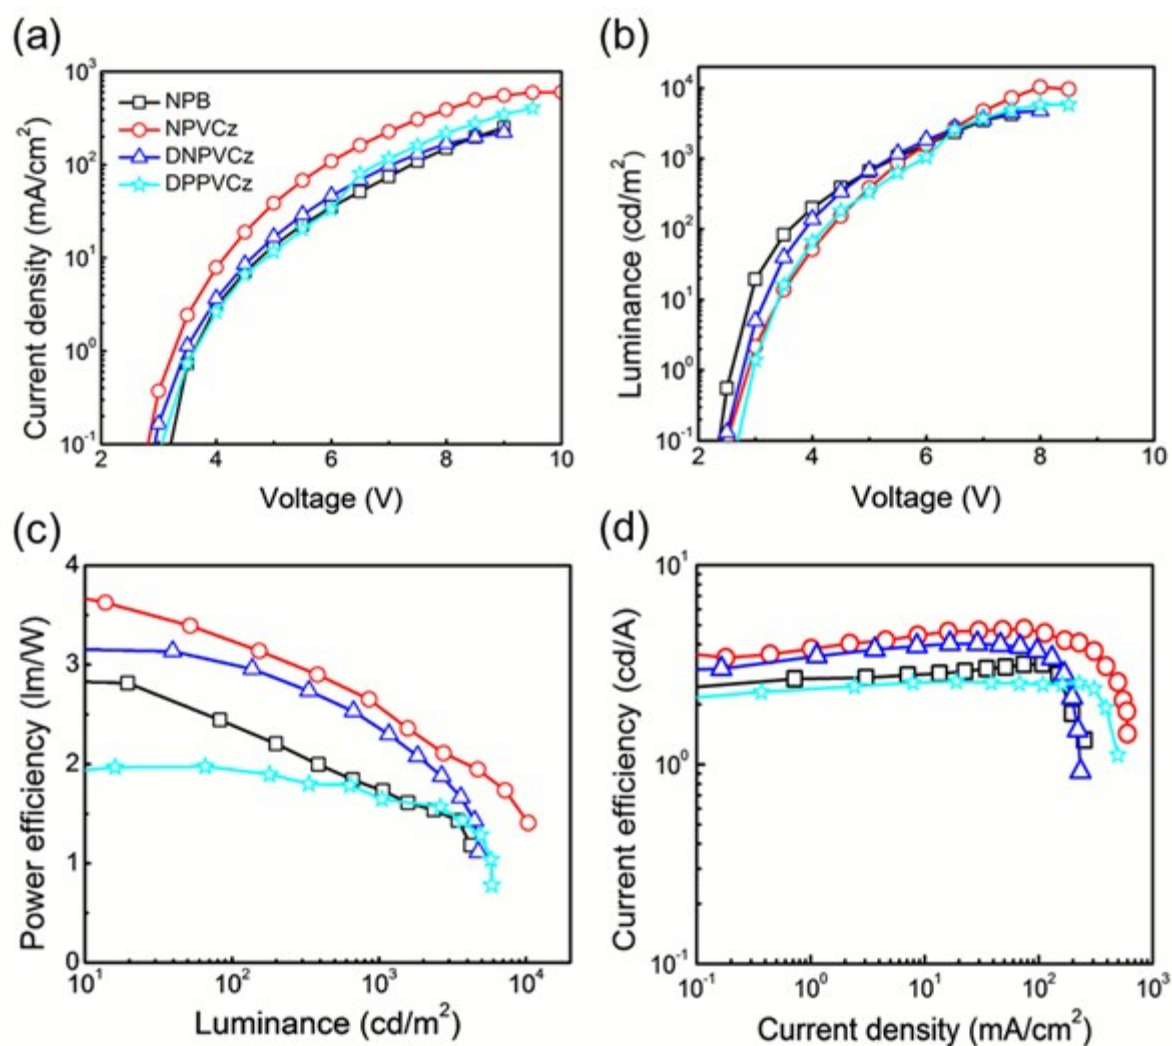 (a)
10³
10²
10¹
10⁰
10⁻¹
Current density (mA/cm²)
NPB
NPVCz
DNPVCz
DPPVCz
2 4 6 8 10
Voltage (V)
(b)
10⁴
10³
10²
10¹
10⁰
10⁻¹
Luminance (cd/m²)
2 4 6 8 10
Voltage (V)
(c)
4
3
2
1
0
Power efficiency (lm/W)
10¹ 10² 10³ 10⁴
Luminance (cd/m²)
(d)
10¹
10⁰
10⁻¹
Current efficiency (cd/A)
10⁻¹ 10⁰ 10¹ 10² 10³
Current density (mA/cm²)